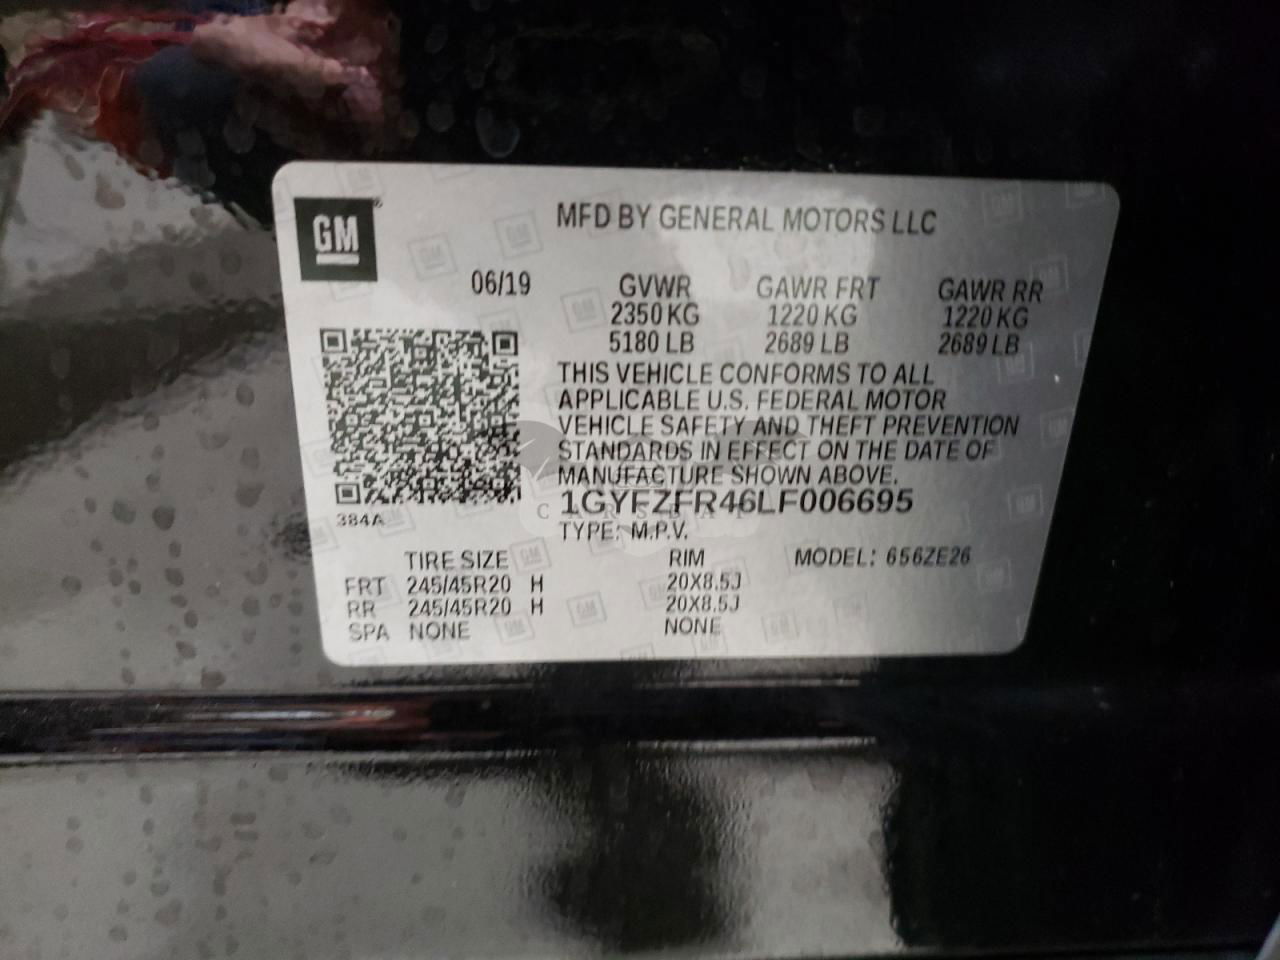 GM
MFD BY GENERAL MOTORS LLC
06/19 GVWR GAWR FRT GAWR RR
2350 KG 1220 KG 1220 KG
5180 LB 2689 LB 2689 LB
THIS VEHICLE CONFORMS TO ALL
APPLICABLE U.S. FEDERAL MOTOR
VEHICLE SAFETY AND THEFT PREVENTION
STANDARDS IN EFFECT ON THE DATE OF
MANUFACTURE SHOWN ABOVE.
1GYFZFR46LF006695
384A
CARSBAT
TYPE: M.P.V.
TIRE SIZE RIM MODEL: 656ZE26
FRT 245/45R20 H 20X8.5J
RR 245/45R20 H 20X8.5J
SPA NONE NONE